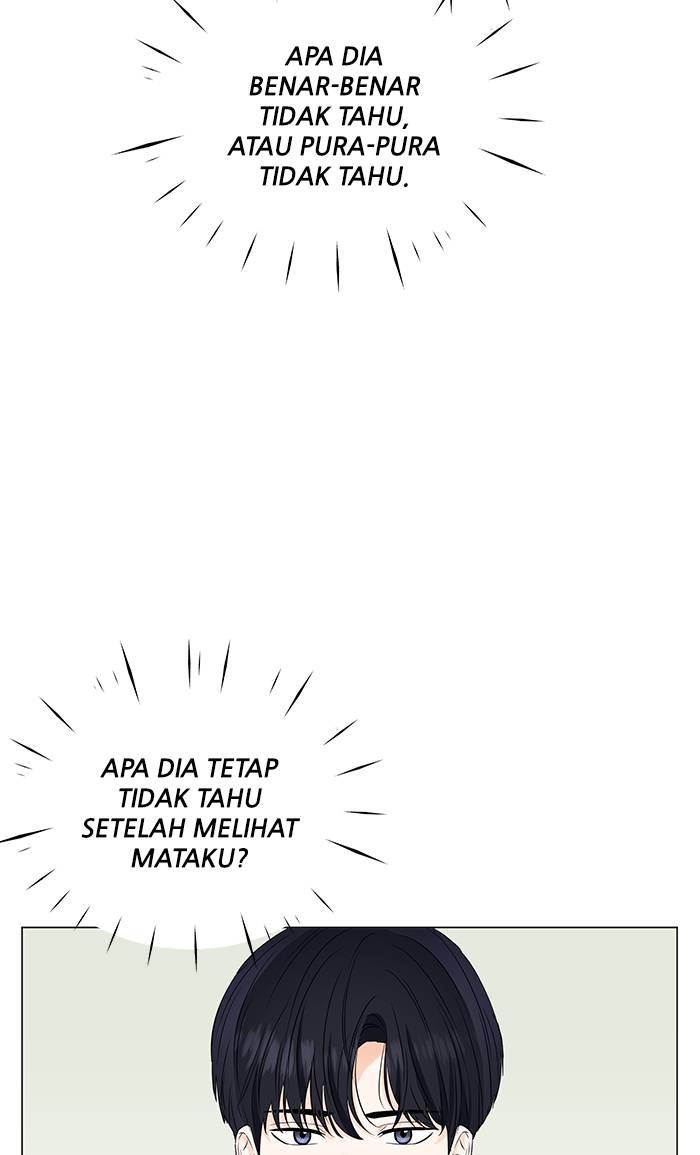 APA DIA
BENAR-BENAR
TIDAK TAHU,
ATAU PURA-PURA
TIDAK TAHU.
APA DIA TETAP
TIDAK TAHU
SETELAH MELIHAT
MATAKU?